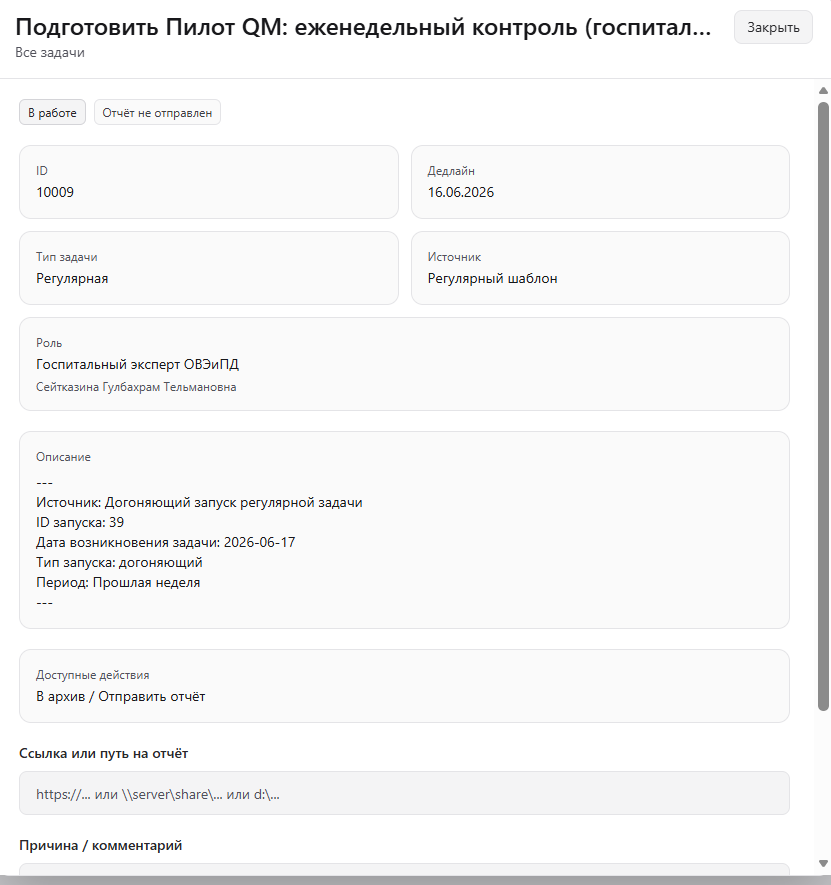 Подготовить Пилот QM: еженедельный контроль (госпитал...
Закрыть
Все задачи
В работе
Отчёт не отправлен
ID
10009
Дедлайн
16.06.2026
Тип задачи
Регулярная
Источник
Регулярный шаблон
Роль
Госпитальный эксперт ОВЭиПД
Сейтказина Гулбахрам Тельмановна
Описание
---
Источник: Догоняющий запуск регулярной задачи
ID запуска: 39
Дата возникновения задачи: 2026-06-17
Тип запуска: догоняющий
Период: Прошлая неделя
---
Доступные действия
В архив / Отправить отчёт
Ссылка или путь на отчёт
https://... или \\server\share\... или d:\...
Причина / комментарий